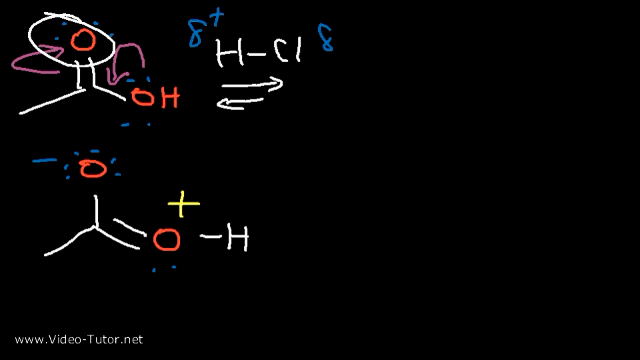 O δ+ H-Cl δ
OH
- O +
O -H
www.Video-Tutor.net